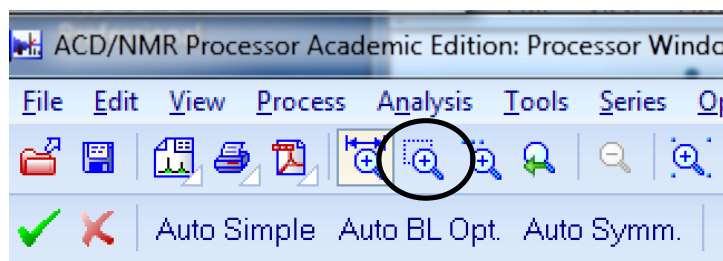 ACD/NMR Processor Academic Edition: Processor Windo
File Edit View Process Analysis Tools Series Op
Auto Simple Auto BL Opt. Auto Symm.